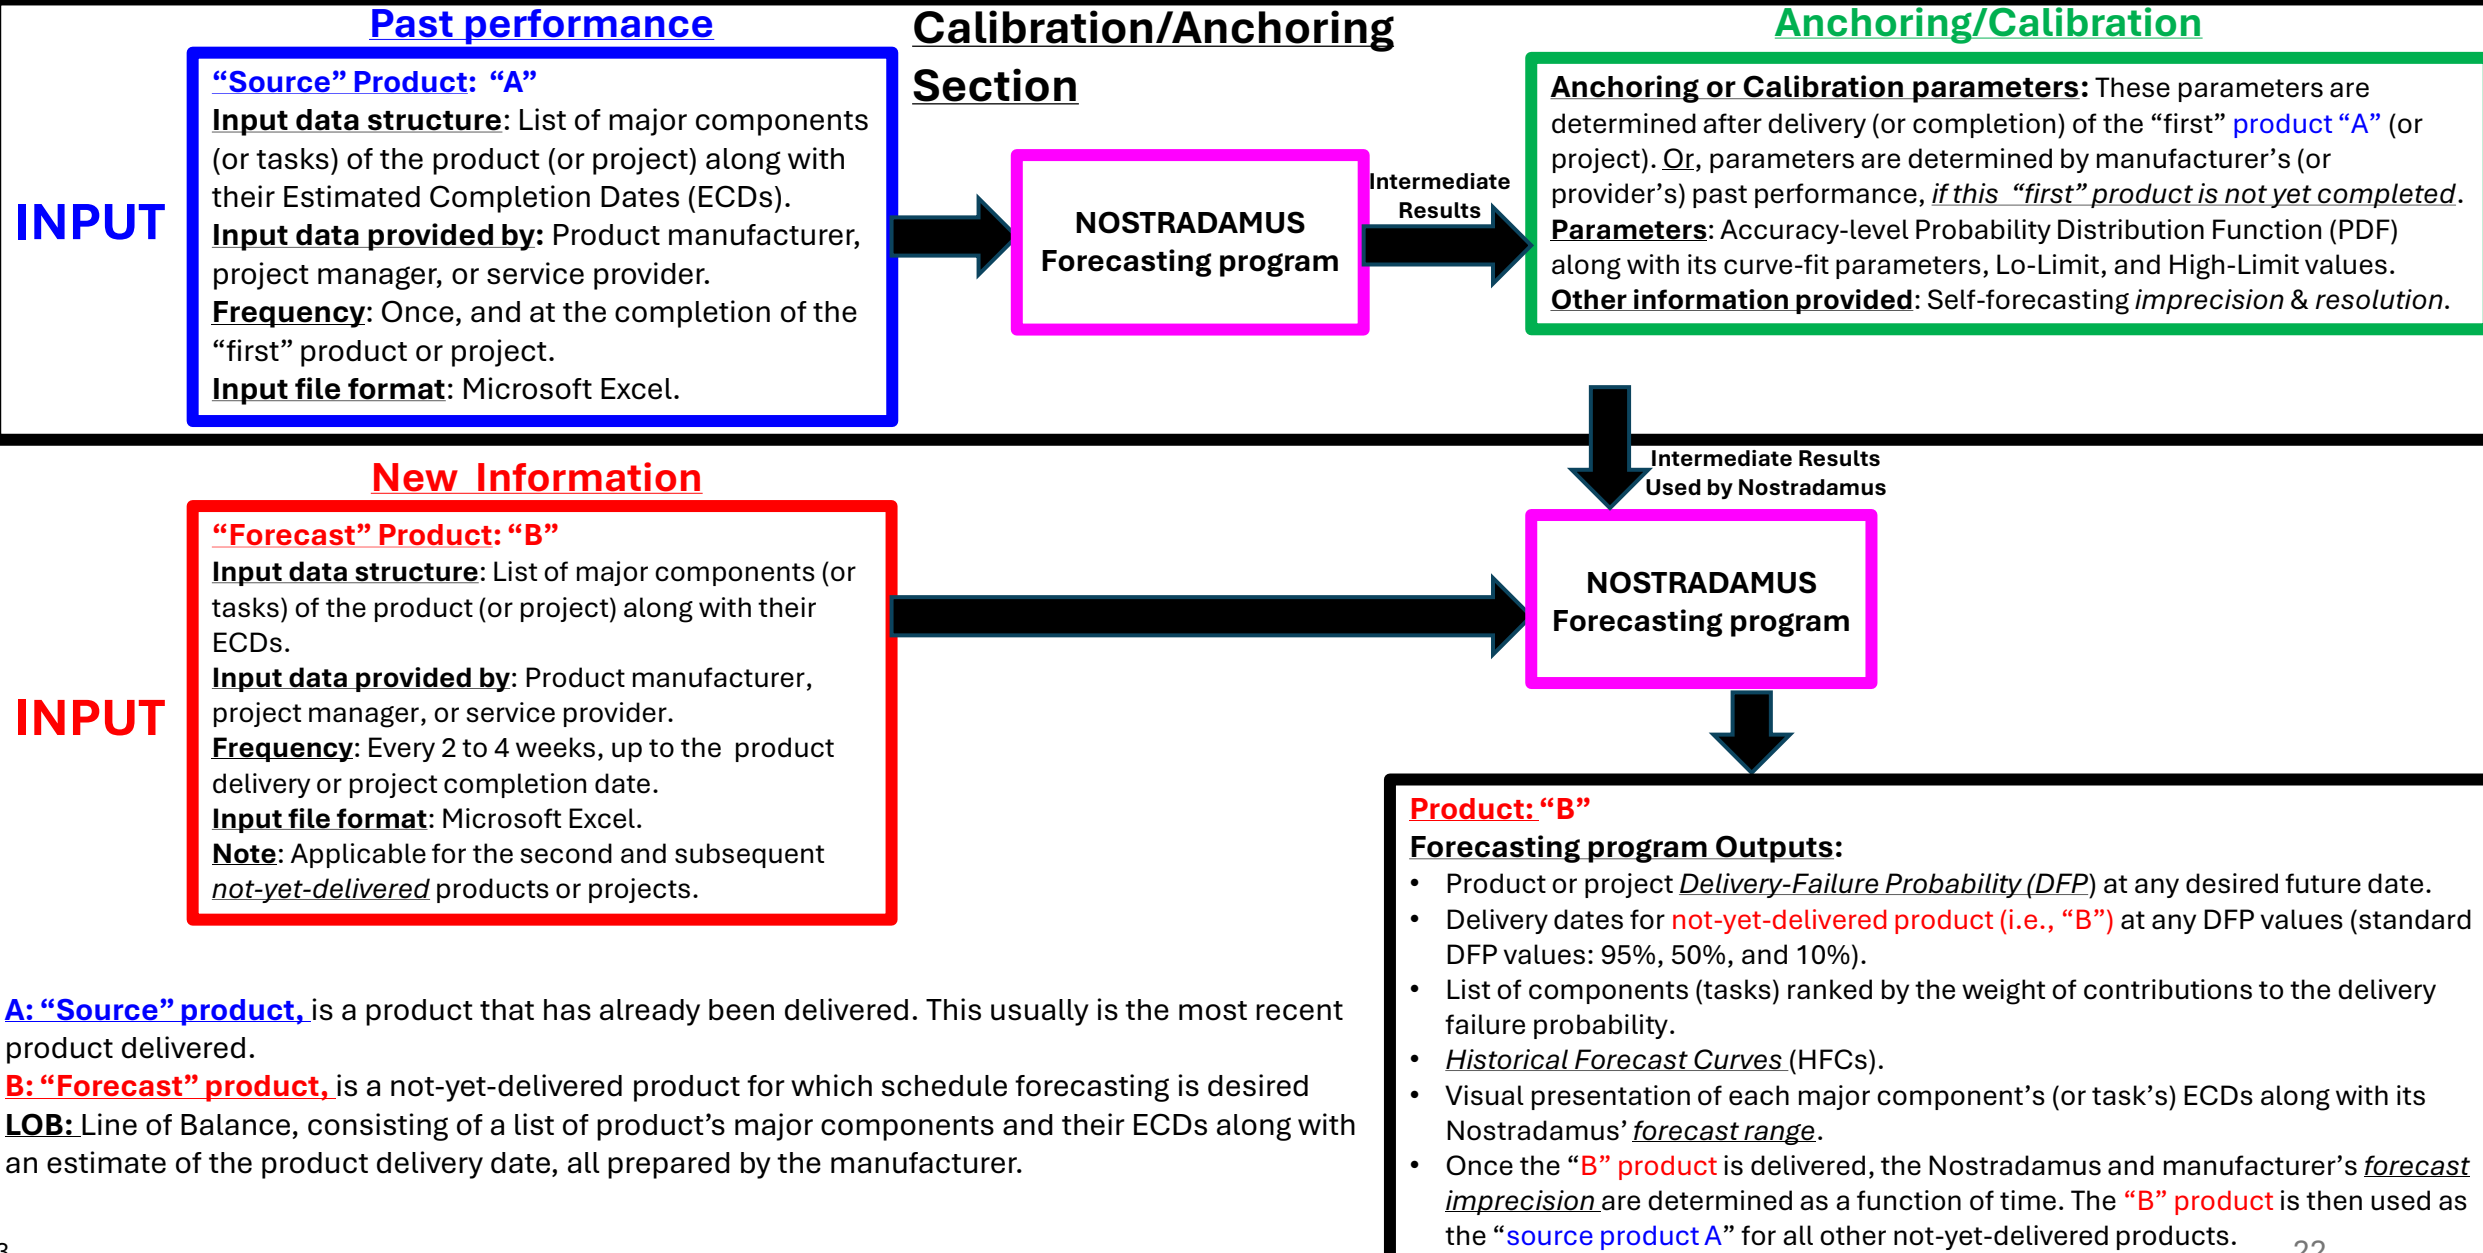 Past performance
Calibration/Anchoring
Section
Anchoring/Calibration
INPUT
“Source” Product: “A”
Input data structure: List of major components
(or tasks) of the product (or project) along with
their Estimated Completion Dates (ECDs).
Input data provided by: Product manufacturer,
project manager, or service provider.
Frequency: Once, and at the completion of the
“first” product or project.
Input file format: Microsoft Excel.
NOSTRADAMUS
Forecasting program
Intermediate
Results
Anchoring or Calibration parameters: These parameters are
determined after delivery (or completion) of the “first” product “A” (or
project). Or, parameters are determined by manufacturer’s (or
provider’s) past performance, if this “first” product is not yet completed.
Parameters: Accuracy-level Probability Distribution Function (PDF)
along with its curve-fit parameters, Lo-Limit, and High-Limit values.
Other information provided: Self-forecasting imprecision & resolution.
Intermediate Results
Used by Nostradamus
New Information
INPUT
“Forecast” Product: “B”
Input data structure: List of major components (or
tasks) of the product (or project) along with their
ECDs.
Input data provided by: Product manufacturer,
project manager, or service provider.
Frequency: Every 2 to 4 weeks, up to the product
delivery or project completion date.
Input file format: Microsoft Excel.
Note: Applicable for the second and subsequent
not-yet-delivered products or projects.
NOSTRADAMUS
Forecasting program
Product: “B”
Forecasting program Outputs:
• Product or project Delivery-Failure Probability (DFP) at any desired future date.
• Delivery dates for not-yet-delivered product (i.e., “B”) at any DFP values (standard
DFP values: 95%, 50%, and 10%).
• List of components (tasks) ranked by the weight of contributions to the delivery
failure probability.
• Historical Forecast Curves (HFCs).
• Visual presentation of each major component’s (or task’s) ECDs along with its
Nostradamus’ forecast range.
• Once the “B” product is delivered, the Nostradamus and manufacturer’s forecast
imprecision are determined as a function of time. The “B” product is then used as
the “source product A” for all other not-yet-delivered products.
A: “Source” product, is a product that has already been delivered. This usually is the most recent
product delivered.
B: “Forecast” product, is a not-yet-delivered product for which schedule forecasting is desired
LOB: Line of Balance, consisting of a list of product’s major components and their ECDs along with
an estimate of the product delivery date, all prepared by the manufacturer.